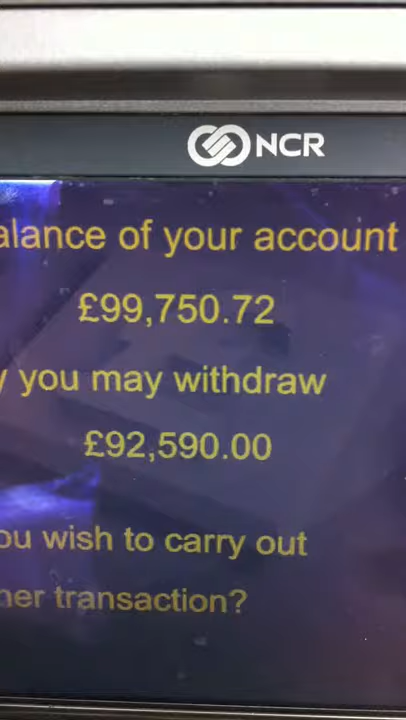 NCR
alance of your account
£99,750.72
y you may withdraw
£92,590.00
ou wish to carry out
her transaction?